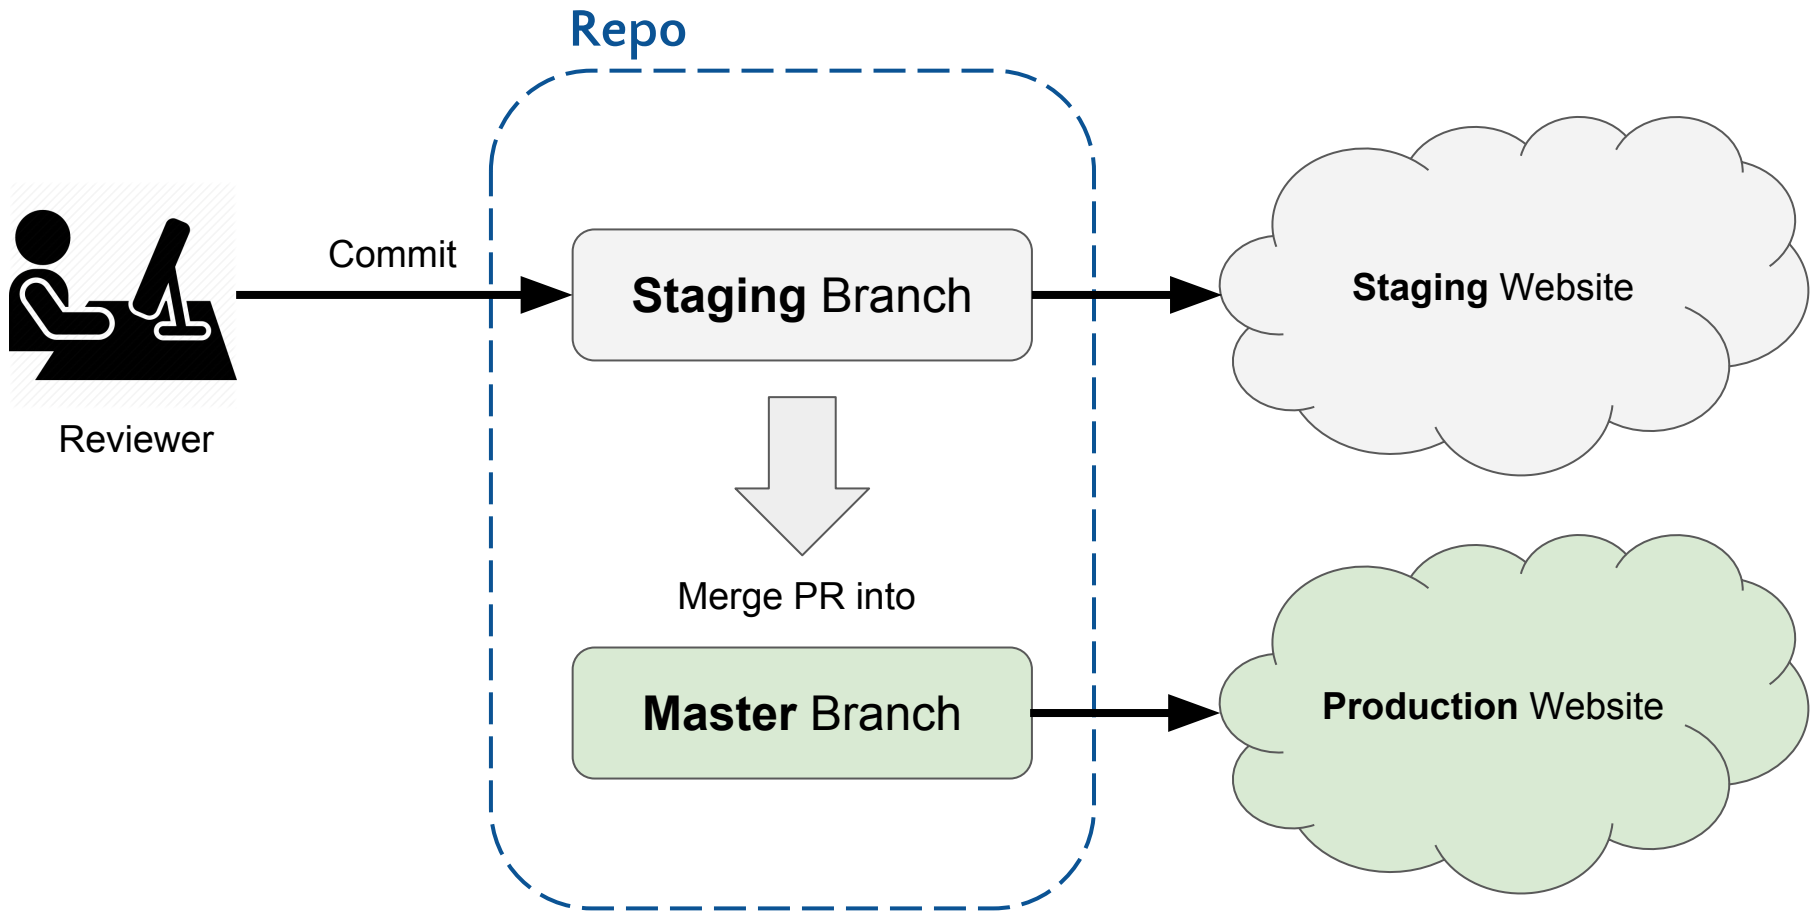 Repo
Commit
Staging Branch
Staging Website
Reviewer
Merge PR into
Master Branch
Production Website